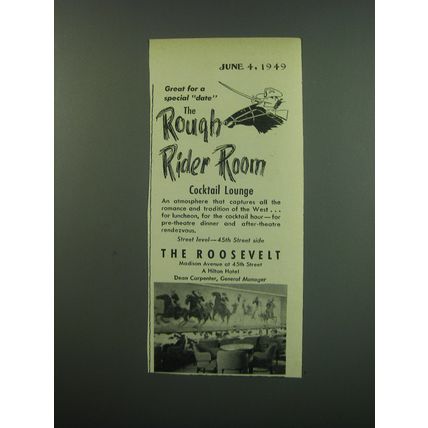 JUNE 4, 1949
Great for a
special "date"
The
Rough
Rider Room
Cocktail Lounge
An atmosphere that captures all the
romance and tradition of the West . . .
for luncheon, for the cocktail hour—for
pre-theatre dinner and after-theatre
rendezvous.
Street level—45th Street side
THE ROOSEVELT
Madison Avenue at 45th Street
A Hilton Hotel
Dean Carpenter, General Manager